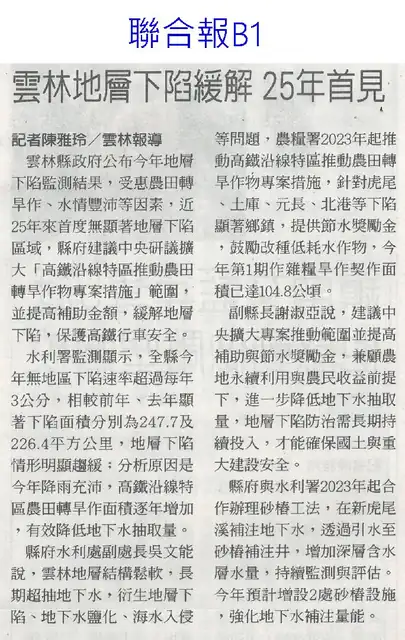 聯合報B1
雲林地層下陷緩解 25年首見
記者陳雅玲／雲林報導
雲林縣政府公布今年地層
下陷監測結果，受惠農田轉
旱作、水情豐沛等因素，近
25年來首度無顯著地層下陷
區域，縣府建議中央研議擴
大「高鐵沿線特區推動農田
轉旱作物專案措施」範圍，
並提高補助金額，緩解地層
下陷，保護高鐵行車安全。
水利署監測顯示，全縣今
年無地區下陷速率超過每年
3公分，相較前年、去年顯
著下陷面積分別為247.7及
226.4平方公里，地層下陷
情形明顯趨緩；分析原因是
今年降雨充沛，高鐵沿線特
區農田轉旱作面積逐年增加
，有效降低地下水抽取量。
縣府水利處副處長吳文能
說，雲林地層結構鬆軟，長
期超抽地下水，衍生地層下
陷、地下水鹽化、海水入侵
等問題，農糧署2023年起推
動高鐵沿線特區推動農田轉
旱作物專案措施，針對虎尾
、土庫、元長、北港等下陷
顯著鄉鎮，提供節水獎勵金
，鼓勵改種低耗水作物，今
年第1期作雜糧旱作契作面
積已達104.8公頃。
副縣長謝淑亞說，建議中
央擴大專案推動範圍並提高
補助與節水獎勵金，兼顧農
地永續利用與農民收益前提
下，進一步降低地下水抽取
量，地層下陷防治需長期持
續投入，才能確保國土與重
大建設安全。
縣府與水利署2023年起合
作辦理砂樁工法，在新虎尾
溪補注地下水，透過引水至
砂樁補注井，增加深層含水
層水量，持續監測與評估。
今年預計增設2處砂樁設施
，強化地下水補注量能。